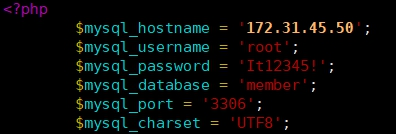 <?php
$mysql_hostname = '172.31.45.50';
$mysql_username = 'root';
$mysql_password = 'It12345!';
$mysql_database = 'member';
$mysql_port = '3306';
$mysql_charset = 'UTF8';